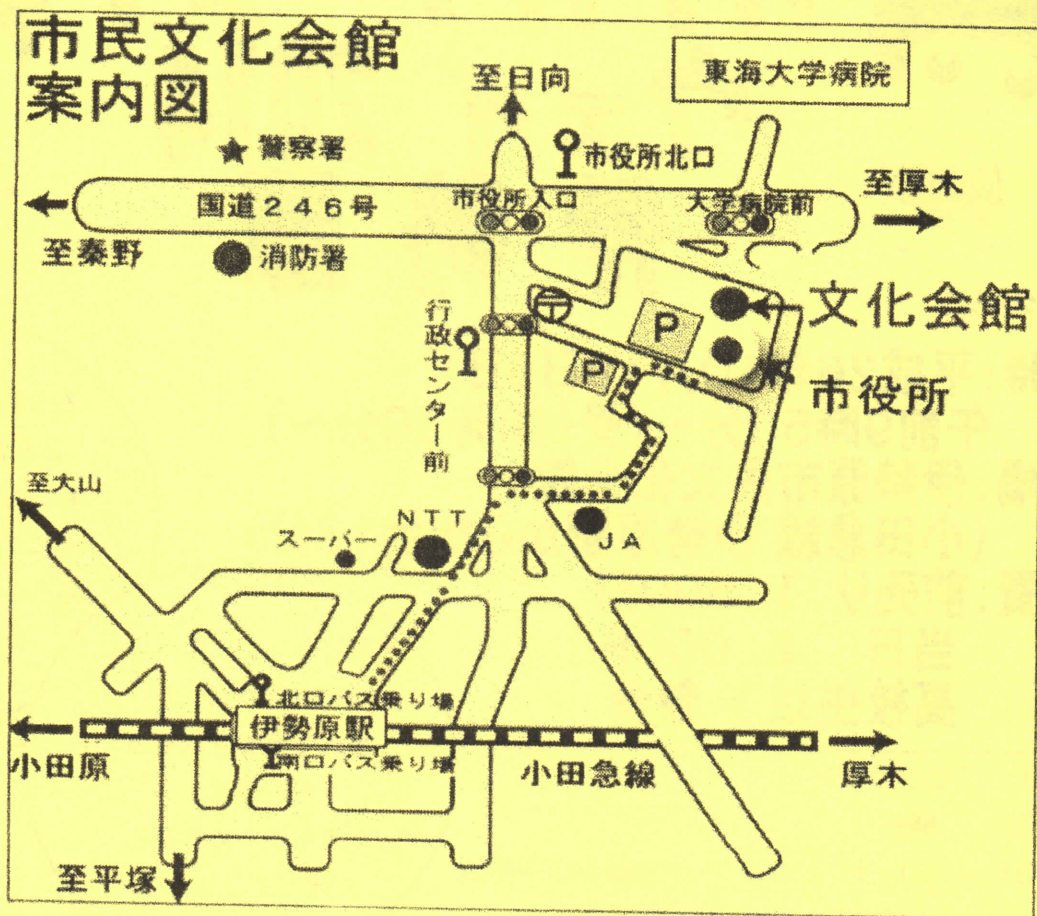 市民文化会館
案内図
至日向
東海大学病院
警察署
市役所北口
国道246号
市役所入口
大学病院前
至厚木
至秦野
消防署
〒
文化会館
行政センター前
P
P
市役所
至大山
NTT
スーパー
JA
北口バス乗り場
伊勢原駅
南口バス乗り場
小田原
小田急線
厚木
至平塚